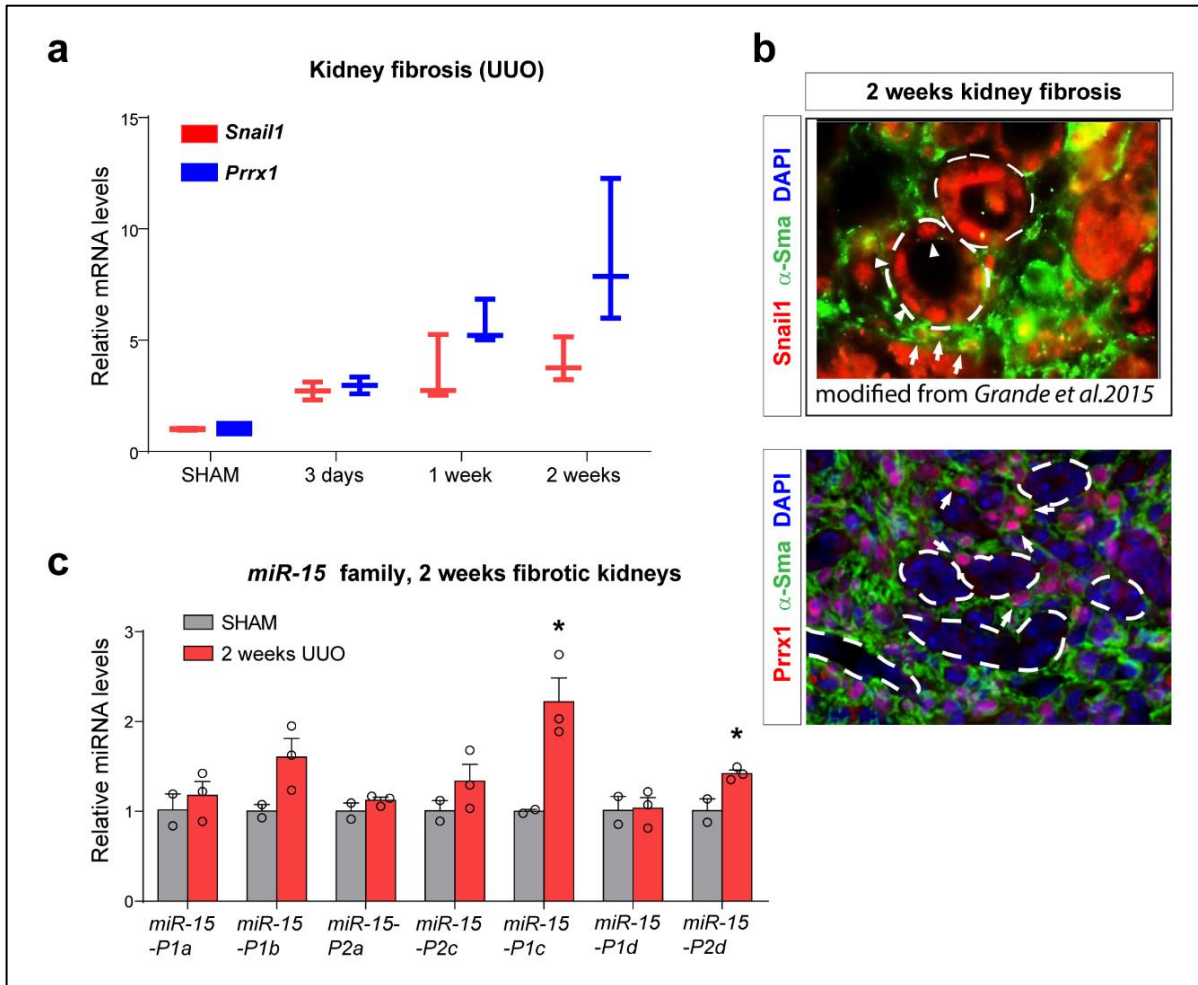 a
Kidney fibrosis (UUO)
Snail1
Prrx1
Relative mRNA levels
15
10
5
0
SHAM
3 days
1 week
2 weeks
b
2 weeks kidney fibrosis
Snail1 α-Sma DAPI
modified from Grande et al.2015
Prrx1 α-Sma DAPI
c
miR-15 family, 2 weeks fibrotic kidneys
SHAM
2 weeks UUO
Relative miRNA levels
3
2
1
0
*
*
miR-15
-P1a
miR-15
-P1b
miR-15-
P2a
miR-15
-P2c
miR-15
-P1c
miR-15
-P1d
miR-15
-P2d